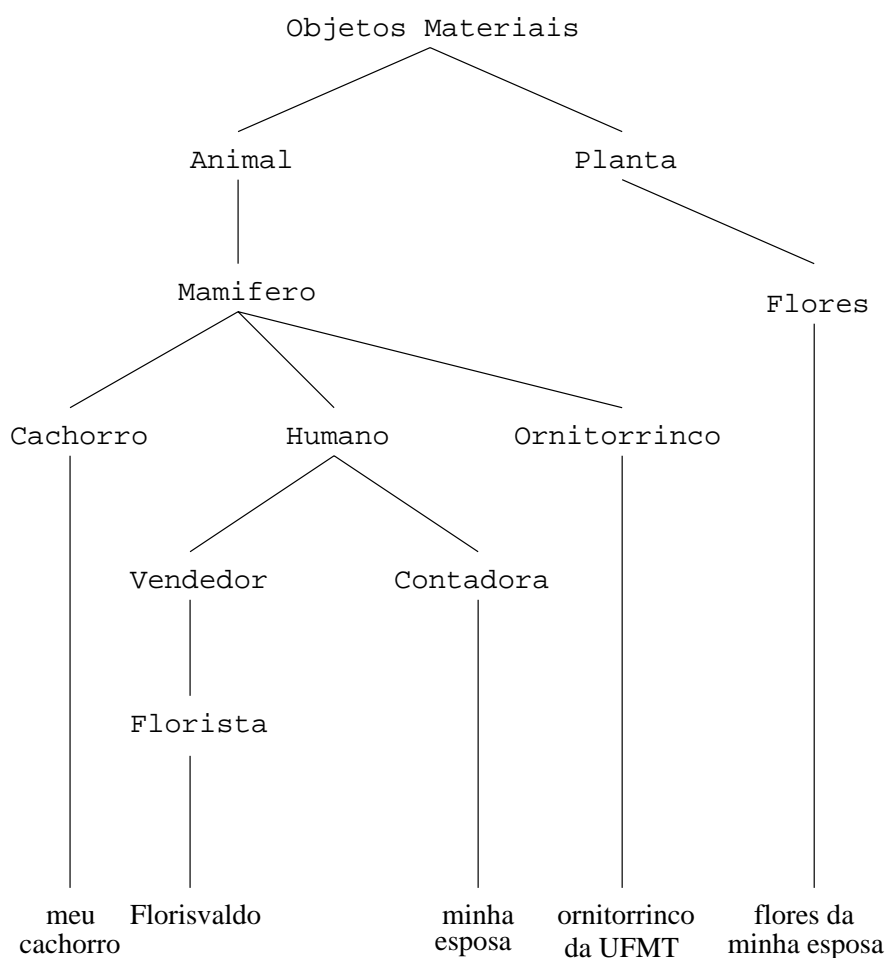 Objetos Materiais
Animal
Planta
Mamifero
Flores
Cachorro
Humano
Ornitorrinco
Vendedor
Contadora
Florista
meu
cachorro
Florisvaldo
minha
esposa
ornitorrinco
da UFMT
flores da
minha esposa